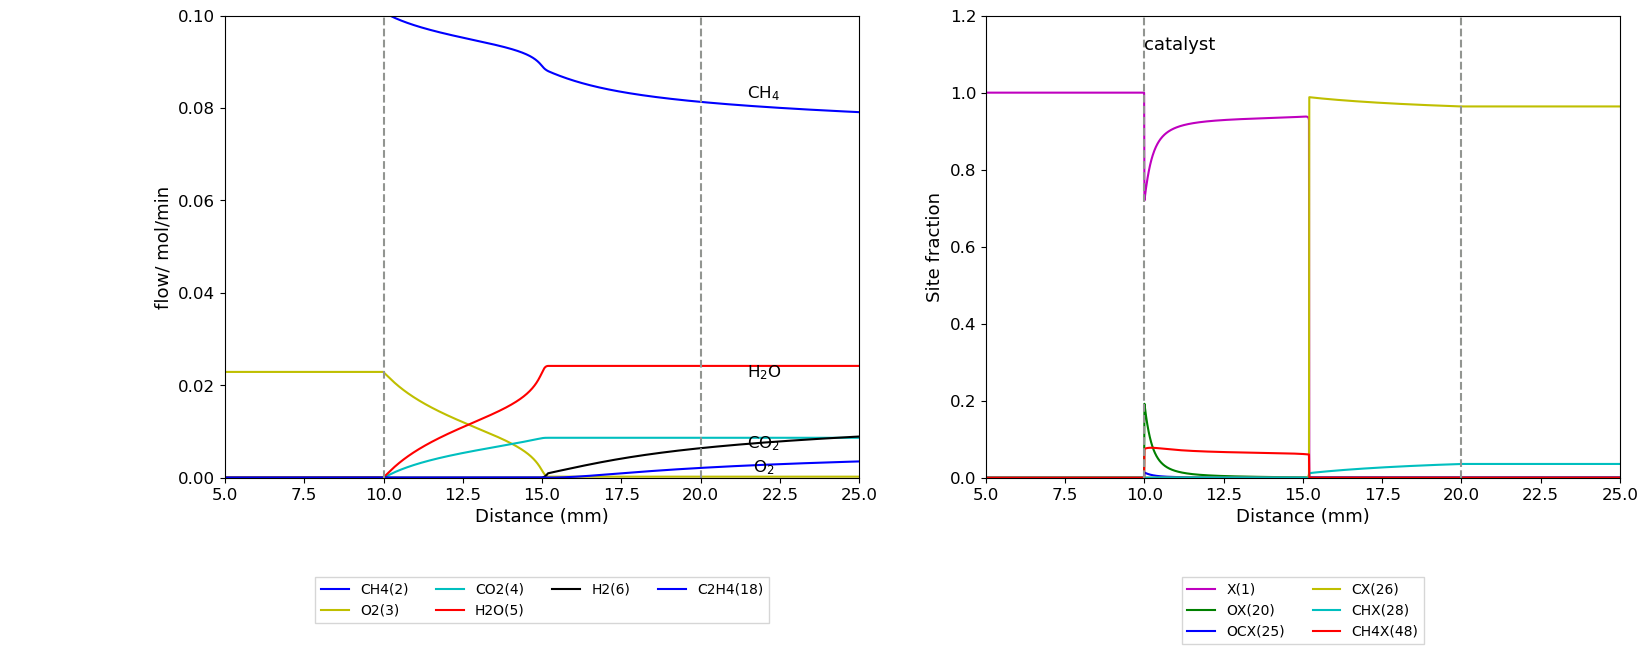 0.10
0.08
0.06
0.04
0.02
0.00
flow/ mol/min
CH₄
H₂O
CO₂
O₂
5.0 7.5 10.0 12.5 15.0 17.5 20.0 22.5 25.0
Distance (mm)
CH4(2) CO2(4) H2(6) C2H4(18)
O2(3) H2O(5)
1.2
1.0
0.8
0.6
0.4
0.2
0.0
Site fraction
catalyst
5.0 7.5 10.0 12.5 15.0 17.5 20.0 22.5 25.0
Distance (mm)
X(1) CX(26)
OX(20) CHX(28)
OCX(25) CH4X(48)